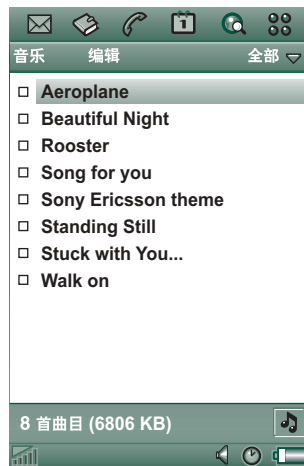 音乐 编辑 全部
Aeroplane
Beautiful Night
Rooster
Song for you
Sony Ericsson theme
Standing Still
Stuck with You...
Walk on
8 首曲目 (6806 KB)